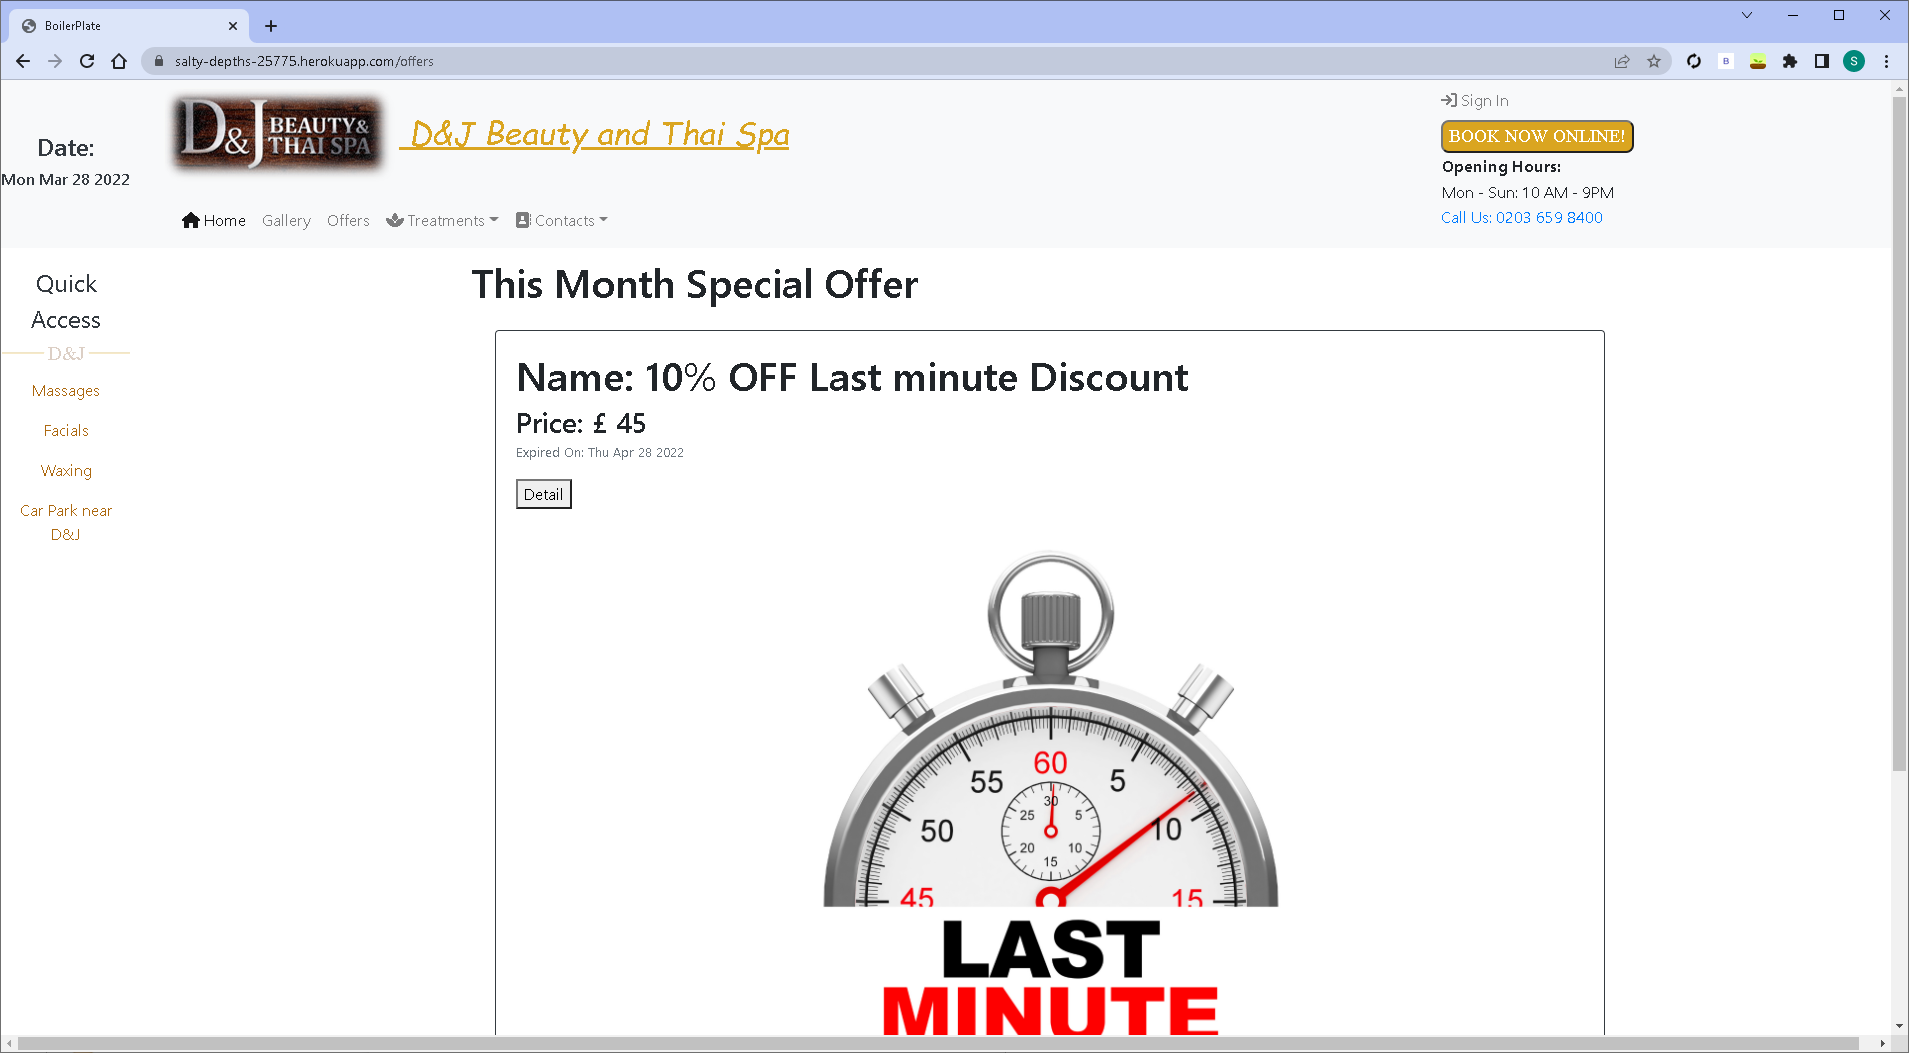 BoilerPlate
salty-depths-25775.herokuapp.com/offers
B
S
Date:
Mon Mar 28 2022
D&J BEAUTY& THAI SPA
D&J Beauty and Thai Spa
Sign In
BOOK NOW ONLINE!
Opening Hours:
Mon - Sun: 10 AM - 9PM
Call Us: 0203 659 8400
Home Gallery Offers Treatments Contacts
Quick
Access
D&J
Massages
Facials
Waxing
Car Park near
D&J
This Month Special Offer
Name: 10% OFF Last minute Discount
Price: £ 45
Expired On: Thu Apr 28 2022
Detail
60
55 5
50 10
45 15
30
25 5
20 10
15
LAST
MINUTE